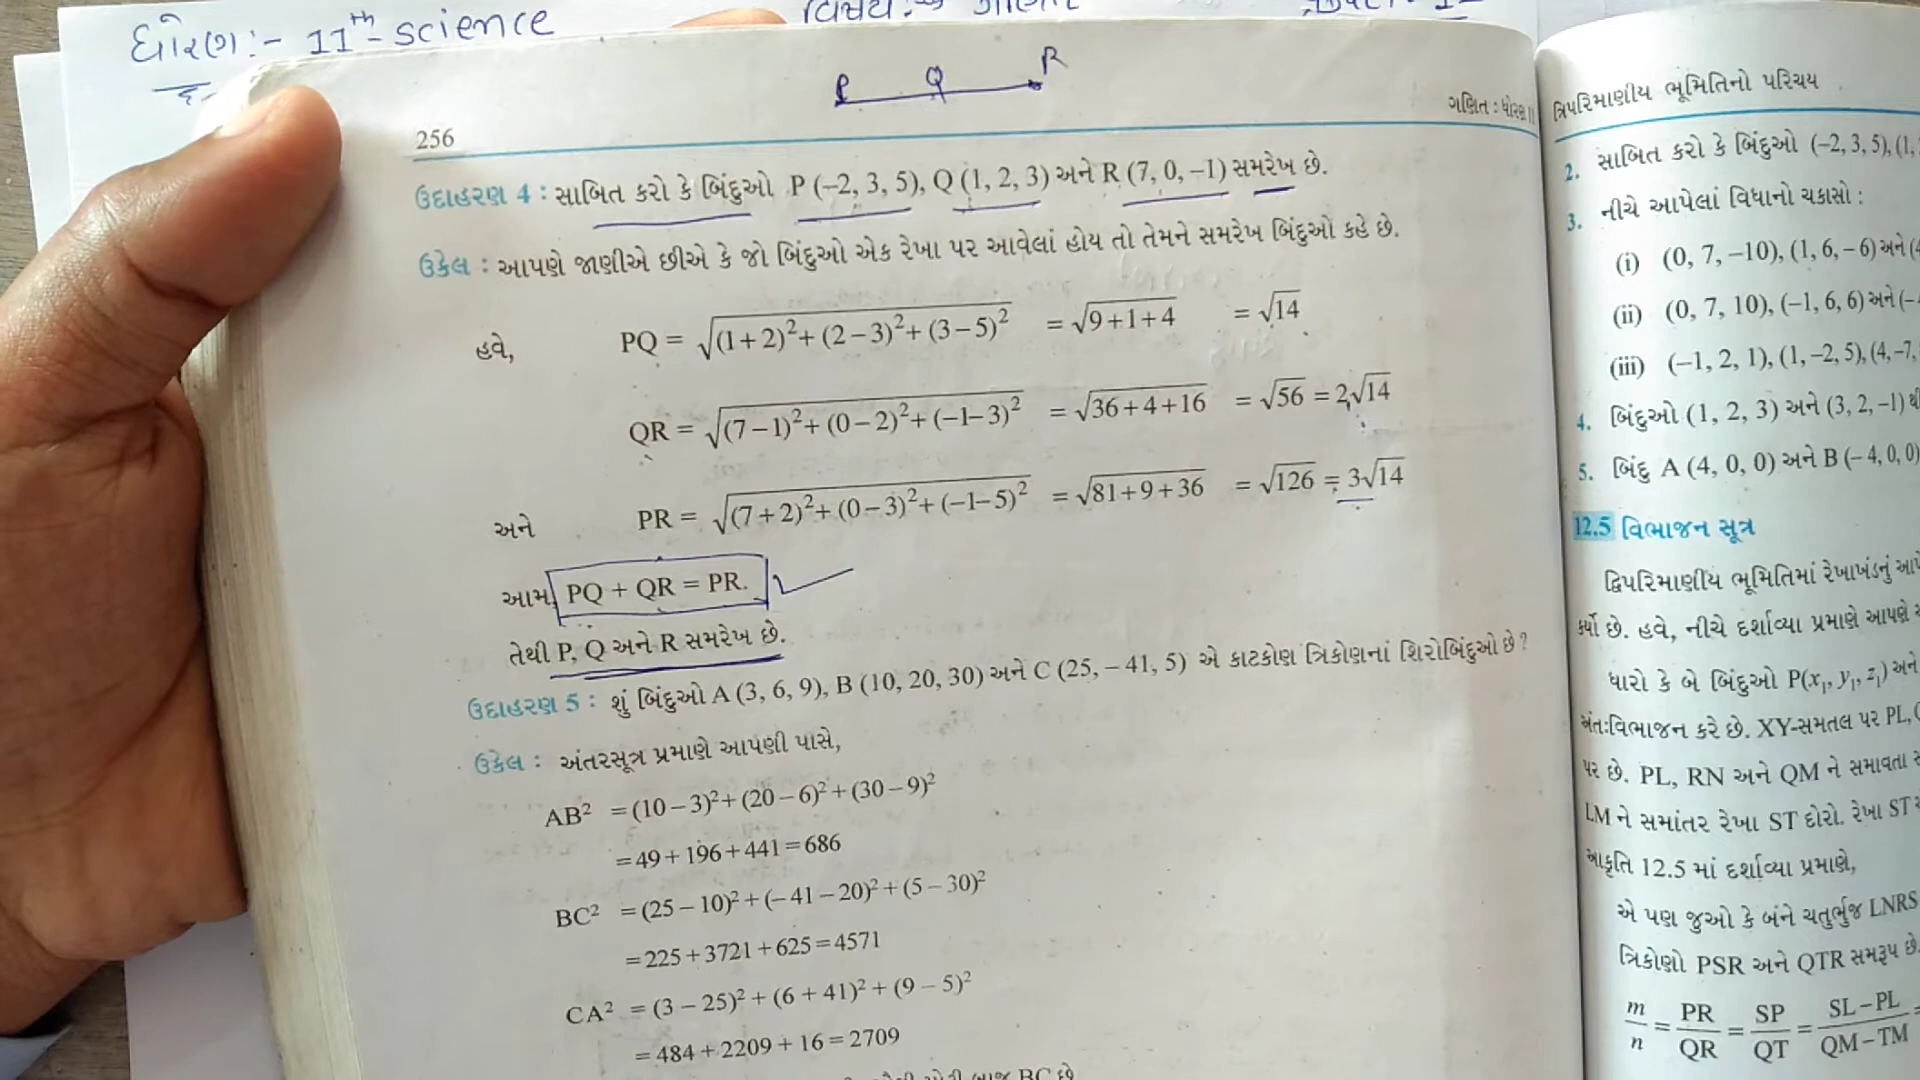 ધોરણ :- 11th - science
P Q R
ગણિત : ધોરણ 11
256
ઉદાહરણ 4 : સાબિત કરો કે બિંદુઓ P (–2, 3, 5), Q (1, 2, 3) અને R (7, 0, –1) સમરેખ છે.
ઉકેલ : આપણે જાણીએ છીએ કે જો બિંદુઓ એક રેખા પર આવેલાં હોય તો તેમને સમરેખ બિંદુઓ કહે છે.
હવે, PQ = √(1+2)²+ (2–3)²+ (3–5)² = √9+1+4 = √14
QR = √(7–1)²+ (0–2)²+ (–1–3)² = √36+4+16 = √56 = 2√14
અને PR = √(7+2)²+ (0–3)²+ (–1–5)² = √81+9+36 = √126 = 3√14
આમ, PQ + QR = PR.
તેથી P, Q અને R સમરેખ છે.
ઉદાહરણ 5 : શું બિંદુઓ A (3, 6, 9), B (10, 20, 30) અને C (25, – 41, 5) એ કાટકોણ ત્રિકોણનાં શિરોબિંદુઓ છે ?
ઉકેલ : અંતરસૂત્ર પ્રમાણે આપણી પાસે,
AB² = (10 – 3)² + (20 – 6)² + (30 – 9)²
= 49 + 196 + 441 = 686
BC² = (25 – 10)² + (– 41 – 20)² + (5 – 30)²
= 225 + 3721 + 625 = 4571
CA² = (3 – 25)² + (6 + 41)² + (9 – 5)²
= 484 + 2209 + 16 = 2709
બાજુ BC છે
ત્રિપરિમાણીય ભૂમિતિનો પરિચય
2. સાબિત કરો કે બિંદુઓ (–2, 3, 5), (1,
3. નીચે આપેલાં વિધાનો ચકાસો :
(i) (0, 7, –10), (1, 6, – 6) અને (4
(ii) (0, 7, 10), (–1, 6, 6) અને (–
(iii) (–1, 2, 1), (1, –2, 5), (4, –7,
4. બિંદુઓ (1, 2, 3) અને (3, 2, –1) થી
5. બિંદુ A (4, 0, 0) અને B (– 4, 0, 0)
12.5 વિભાજન સૂત્ર
દ્વિપરિમાણીય ભૂમિતિમાં રેખાખંડનું
કર્યો છે. હવે, નીચે દર્શાવ્યા પ્રમાણે આપણે
ધારો કે બે બિંદુઓ P(x₁, y₁, z₁) અને
અંતઃવિભાજન કરે છે. XY-સમતલ પર PL,
પર છે. PL, RN અને QM ને સમાવતા
LM ને સમાંતર રેખા ST દોરો. રેખા ST
આકૃતિ 12.5 માં દર્શાવ્યા પ્રમાણે,
એ પણ જુઓ કે બંને ચતુર્ભુજ LNRS
ત્રિકોણો PSR અને QTR સમરૂપ છે.
m/n = PR/QR = SP/QT = SL – PL/QM – TM =